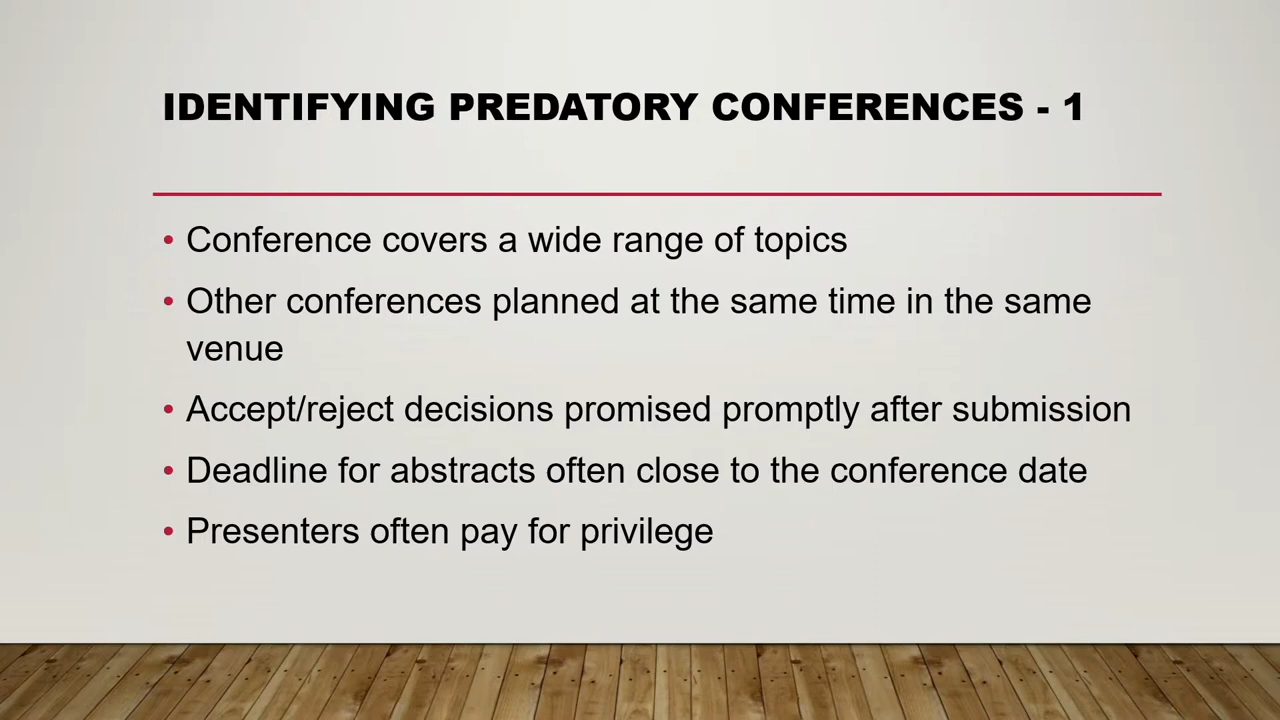 IDENTIFYING PREDATORY CONFERENCES - 1
• Conference covers a wide range of topics
• Other conferences planned at the same time in the same
venue
• Accept/reject decisions promised promptly after submission
• Deadline for abstracts often close to the conference date
• Presenters often pay for privilege